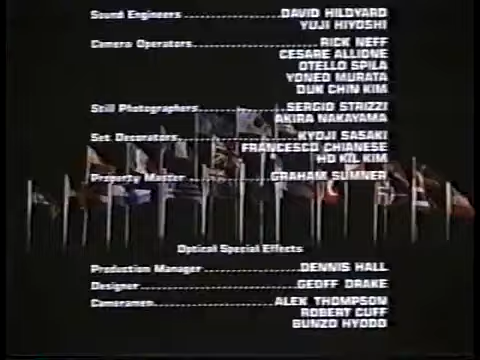 Sound Engineers DAVID HILDYARD
YUJI HIYOSHI
Camera Operators RICK NEFF
CESARE ALLIONE
OTELLO SPILA
YONEO MURATA
DUK CHIN KIM
Still Photographers SERGIO STRIZZI
AKIRA NAKAYAMA
Set Decorators KYOJI SASAKI
FRANCESCO CHIANESE
HO KIL KIM
Property Master GRAHAM SUMNER
Optical Special Effects
Production Manager DENNIS HALL
Designer GEOFF DRAKE
Cameramen ALEX THOMPSON
ROBERT CUFF
BUNZO HYODO